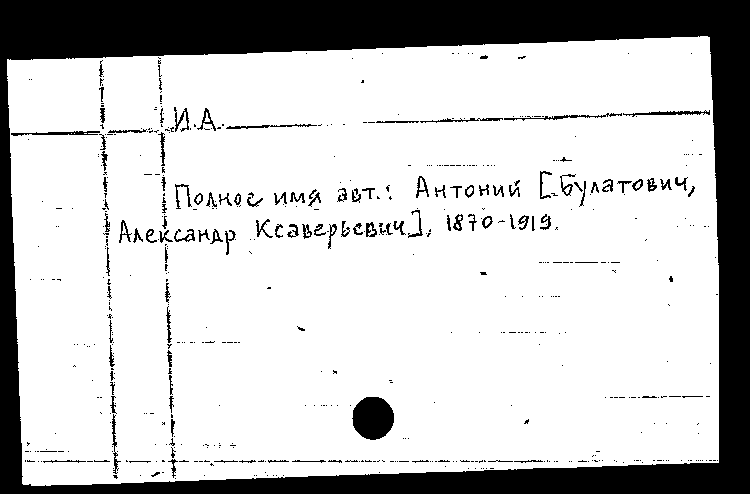 И.А.
Полное имя авт.: Антоний [Булатович,
Александр Ксаверьевич], 1870-1919.